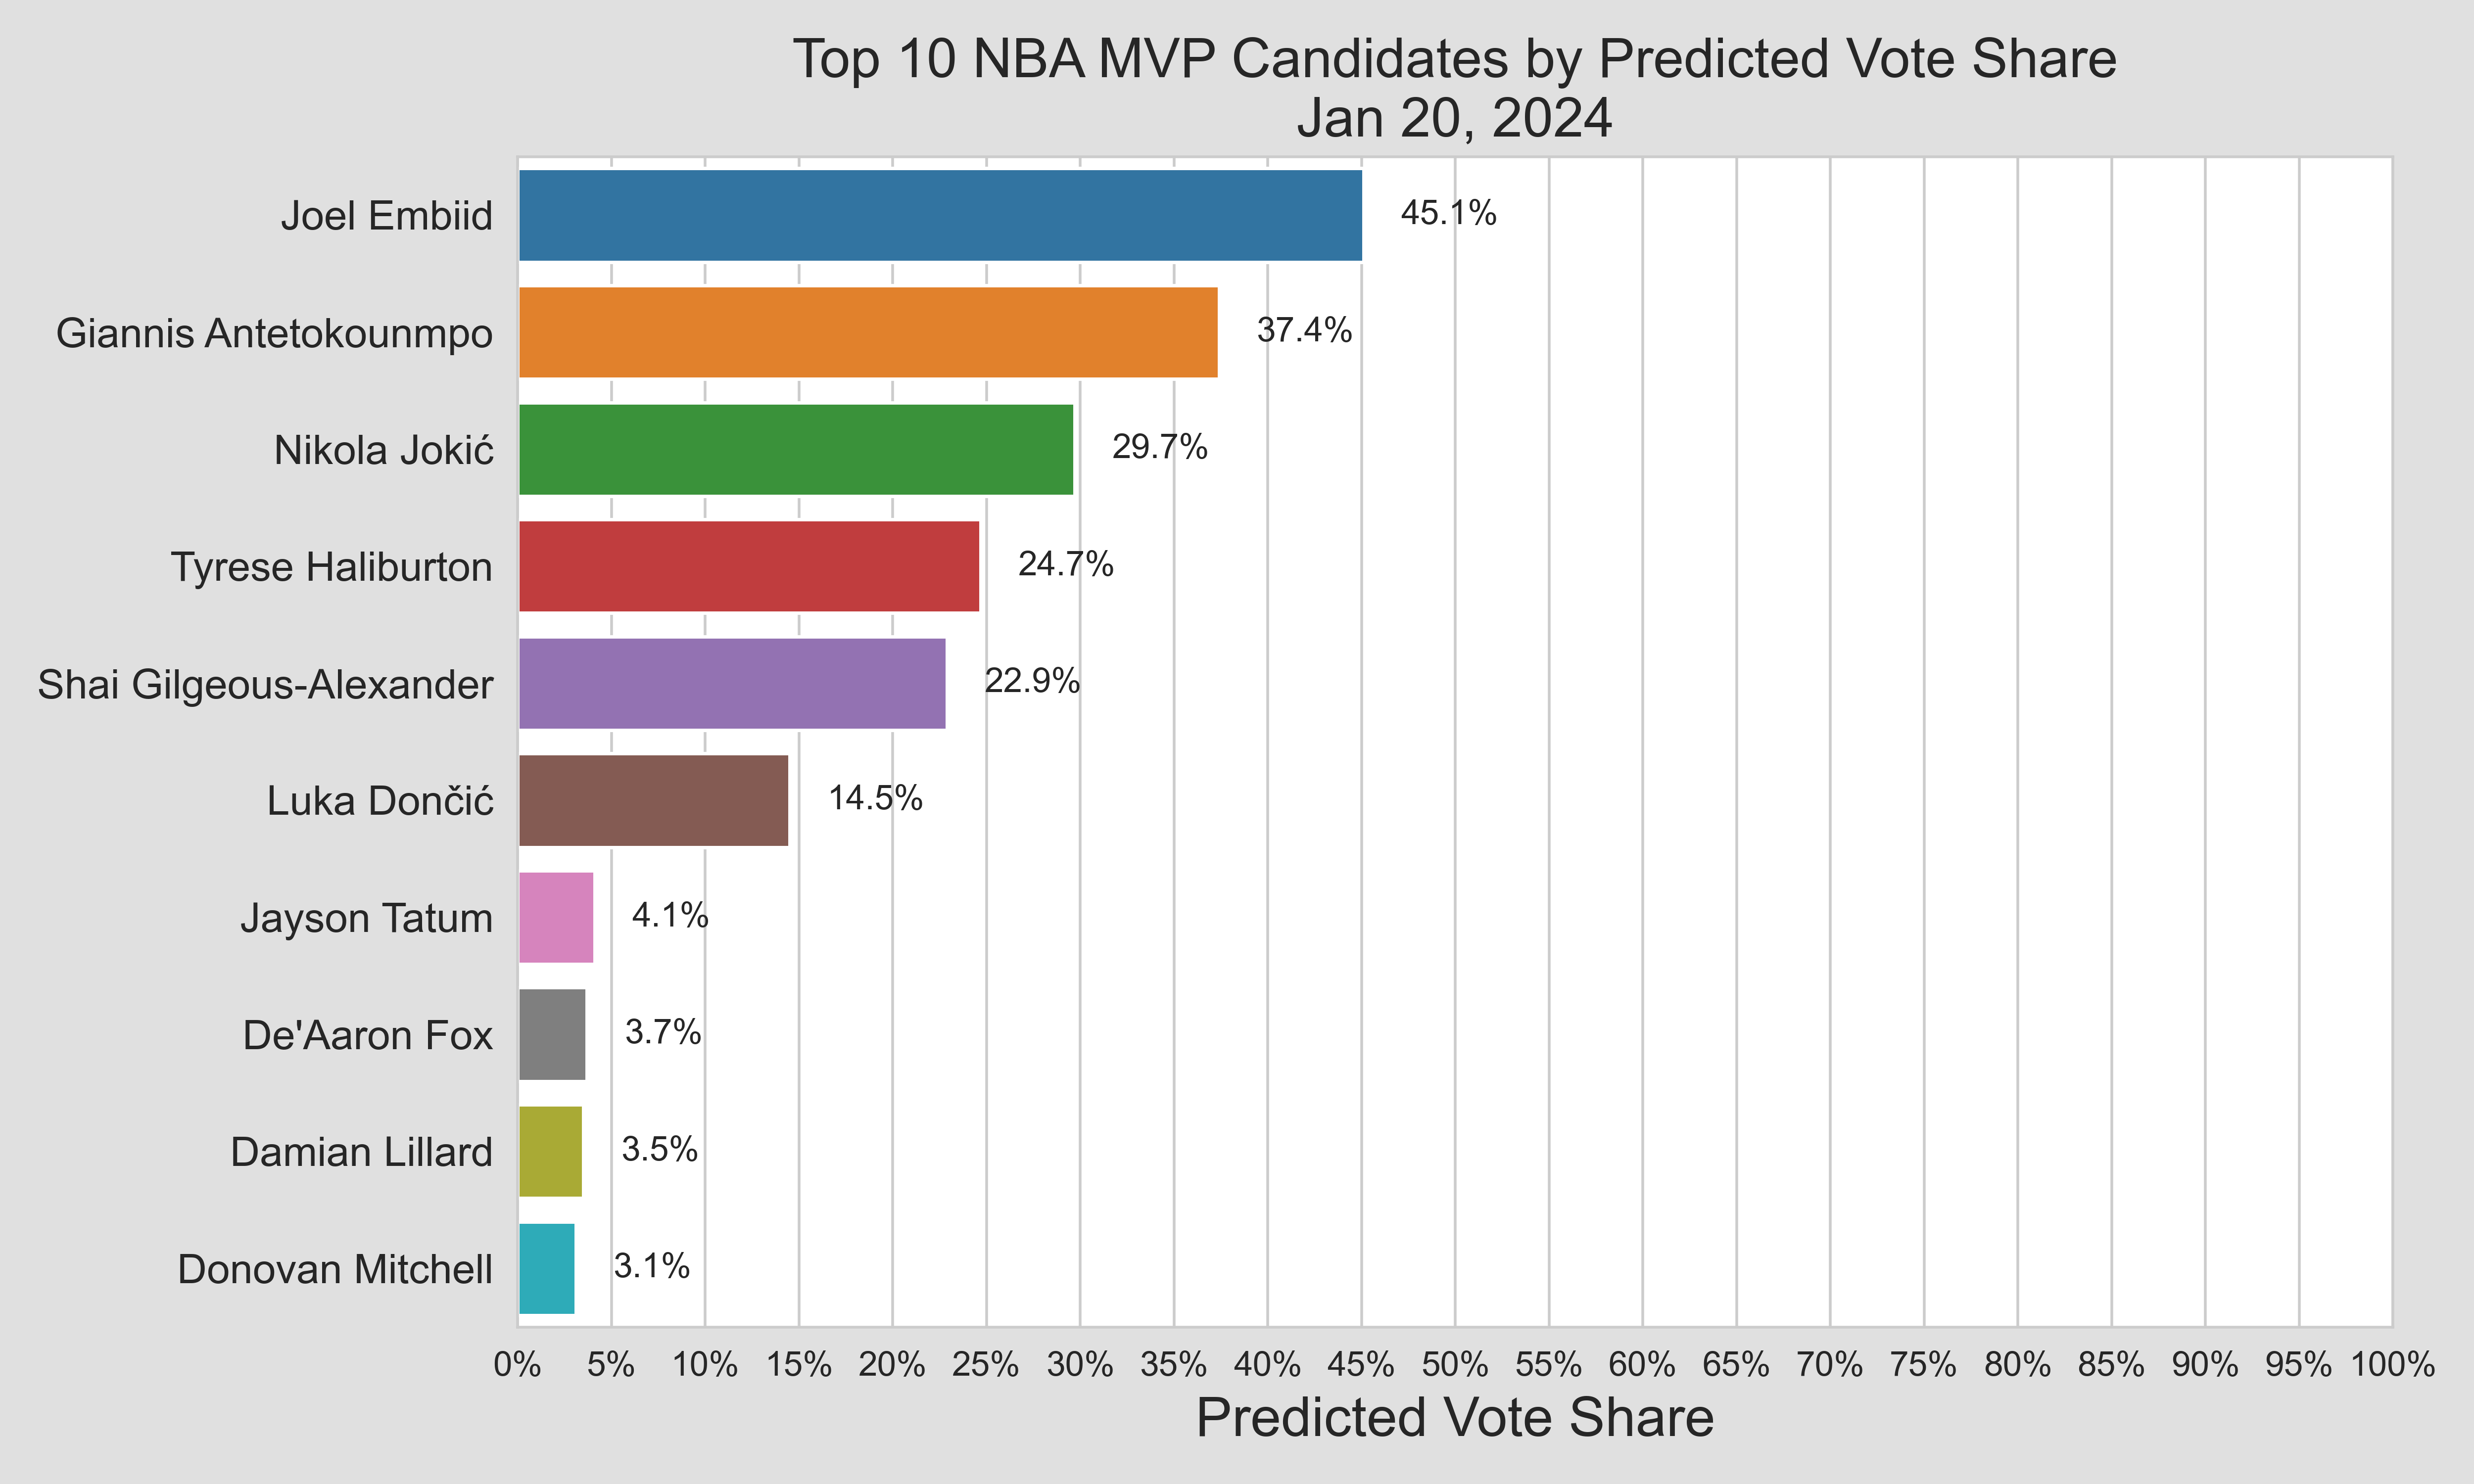 Top 10 NBA MVP Candidates by Predicted Vote Share
Jan 20, 2024
Joel Embiid 45.1%
Giannis Antetokounmpo 37.4%
Nikola Jokić 29.7%
Tyrese Haliburton 24.7%
Shai Gilgeous-Alexander 22.9%
Luka Dončić 14.5%
Jayson Tatum 4.1%
De'Aaron Fox 3.7%
Damian Lillard 3.5%
Donovan Mitchell 3.1%
0% 5% 10% 15% 20% 25% 30% 35% 40% 45% 50% 55% 60% 65% 70% 75% 80% 85% 90% 95% 100%
Predicted Vote Share